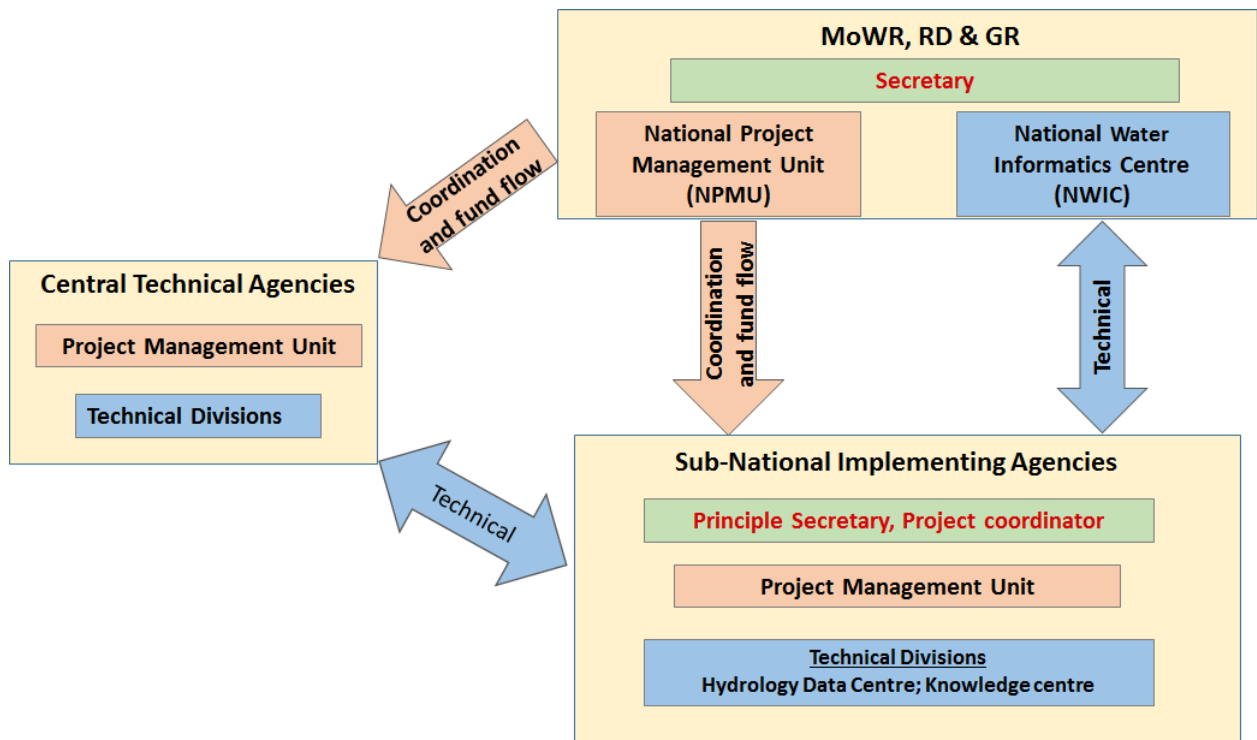 MoWR, RD & GR
Secretary
National Project
Management Unit
(NPMU)
National Water
Informatics Centre
(NWIC)
Coordination
and fund flow
Coordination
and fund flow
Technical
Central Technical Agencies
Project Management Unit
Technical Divisions
Technical
Sub-National Implementing Agencies
Principle Secretary, Project coordinator
Project Management Unit
Technical Divisions
Hydrology Data Centre; Knowledge centre